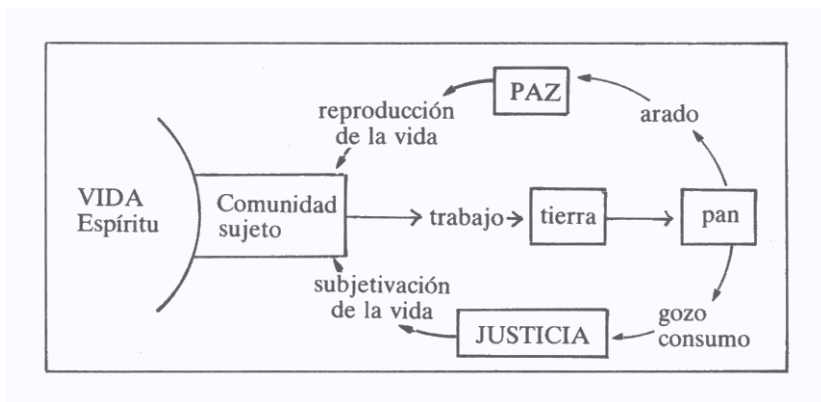 PAZ
arado
reproducción
de la vida
VIDA
Espíritu
Comunidad
sujeto
trabajo
tierra
pan
subjetivación
de la vida
JUSTICIA
gozo
consumo